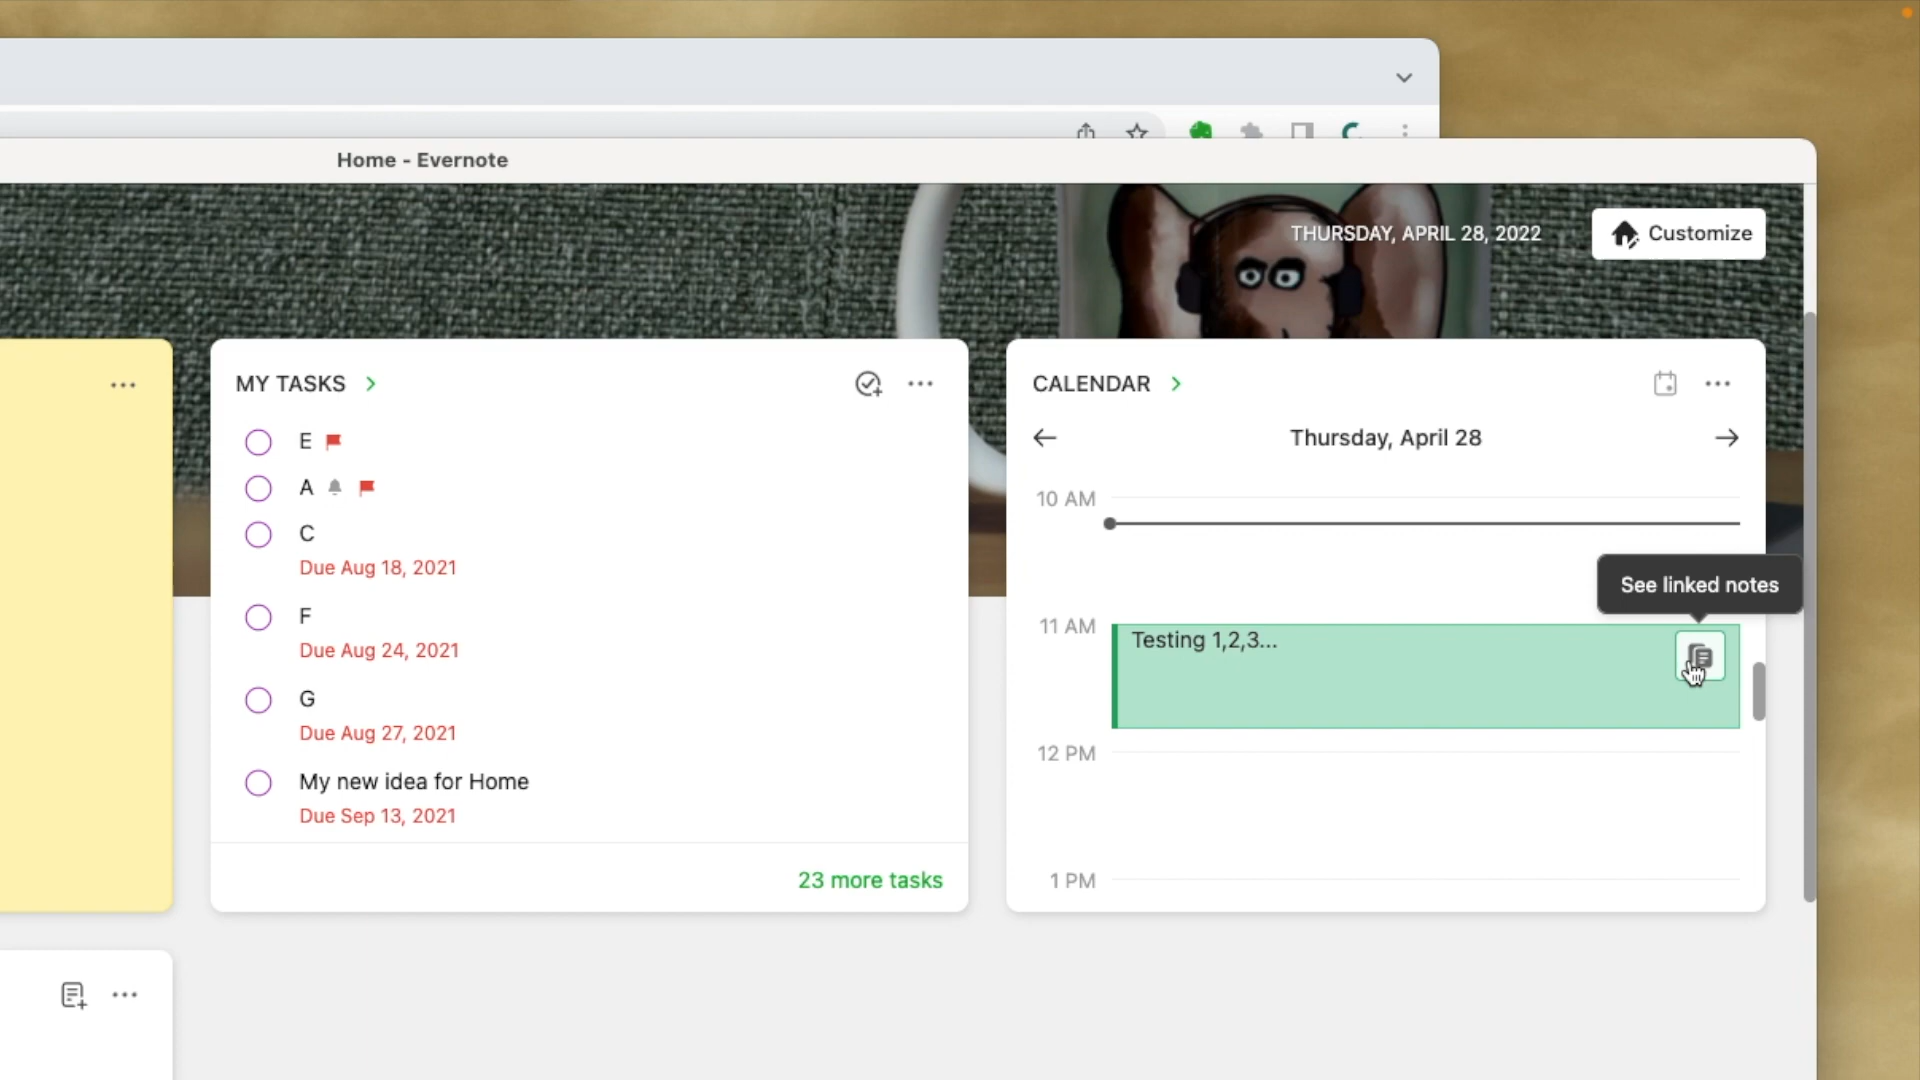 Home - Evernote
THURSDAY, APRIL 28, 2022
Customize
MY TASKS
E
A
C
Due Aug 18, 2021
F
Due Aug 24, 2021
G
Due Aug 27, 2021
My new idea for Home
Due Sep 13, 2021
23 more tasks
CALENDAR
Thursday, April 28
10 AM
See linked notes
11 AM
Testing 1,2,3...
12 PM
1 PM